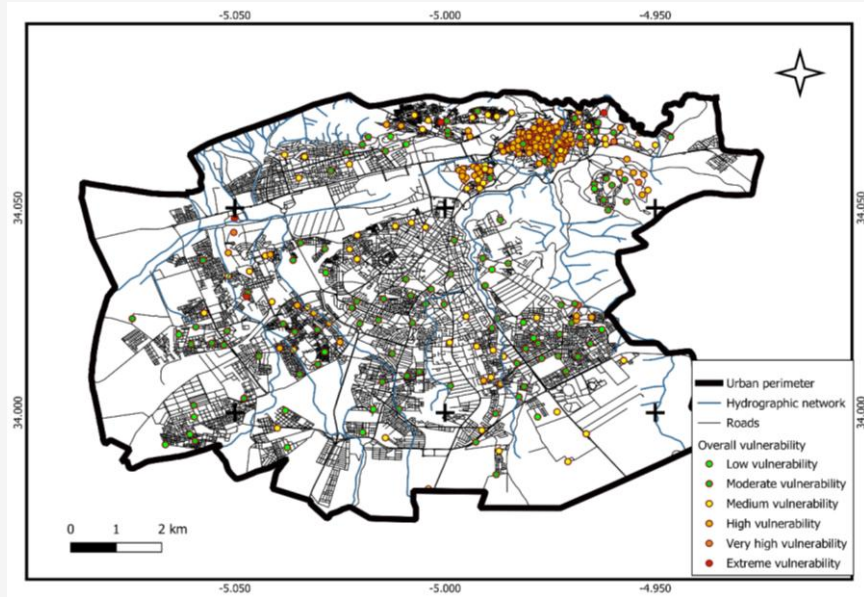 -5.050 -5.000 -4.950
34.050 34.050
34.000 34.000
Urban perimeter
Hydrographic network
Roads
Overall vulnerability
Low vulnerability
Moderate vulnerability
Medium vulnerability
High vulnerability
Very high vulnerability
Extreme vulnerability
0 1 2 km
-5.050 -5.000 -4.950